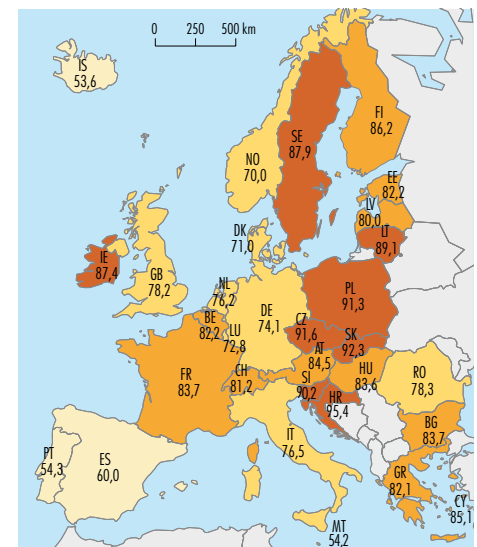 0 250 500 km
IS
53,6
FI
86,2
SE
87,9
NO
70,0
EE
82,2
LV
80,0
LT
89,1
DK
71,0
IE
87,4
GB
78,2
NL
76,2
BE
82,2
LU
72,8
DE
74,1
PL
91,3
CZ
91,6
SK
92,3
AT
84,5
CH
81,2
FR
83,7
SI
90,2
HR
95,4
HU
83,6
RO
78,3
BG
83,7
IT
76,5
PT
54,3
ES
60,0
GR
82,1
CY
85,1
MT
54,2